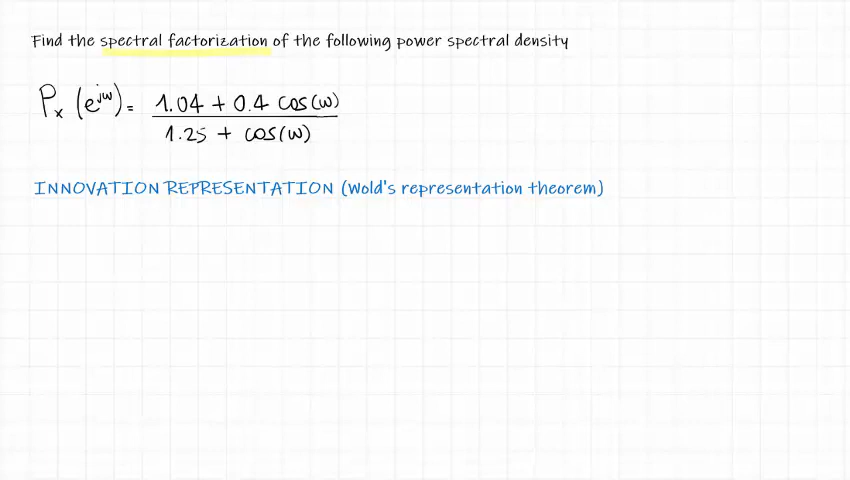 Find the spectral factorization of the following power spectral density
Pₓ (e^jω) = 1.04 + 0.4 cos(ω)
1.25 + cos(ω)
INNOVATION REPRESENTATION (Wold's representation theorem)